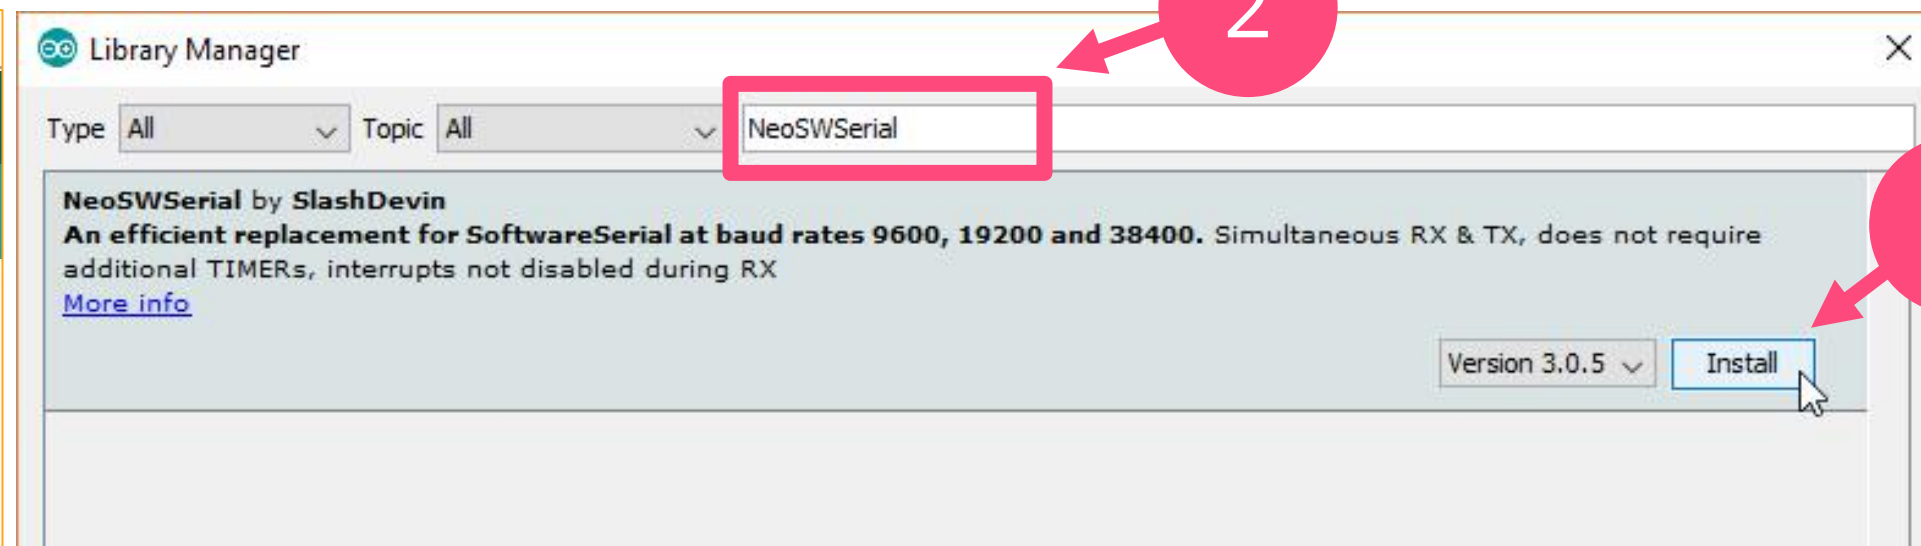 2
Library Manager
Type All Topic All NeoSWSerial
NeoSWSerial by SlashDevin
An efficient replacement for SoftwareSerial at baud rates 9600, 19200 and 38400. Simultaneous RX & TX, does not require
additional TIMERs, interrupts not disabled during RX
More info
Version 3.0.5 Install